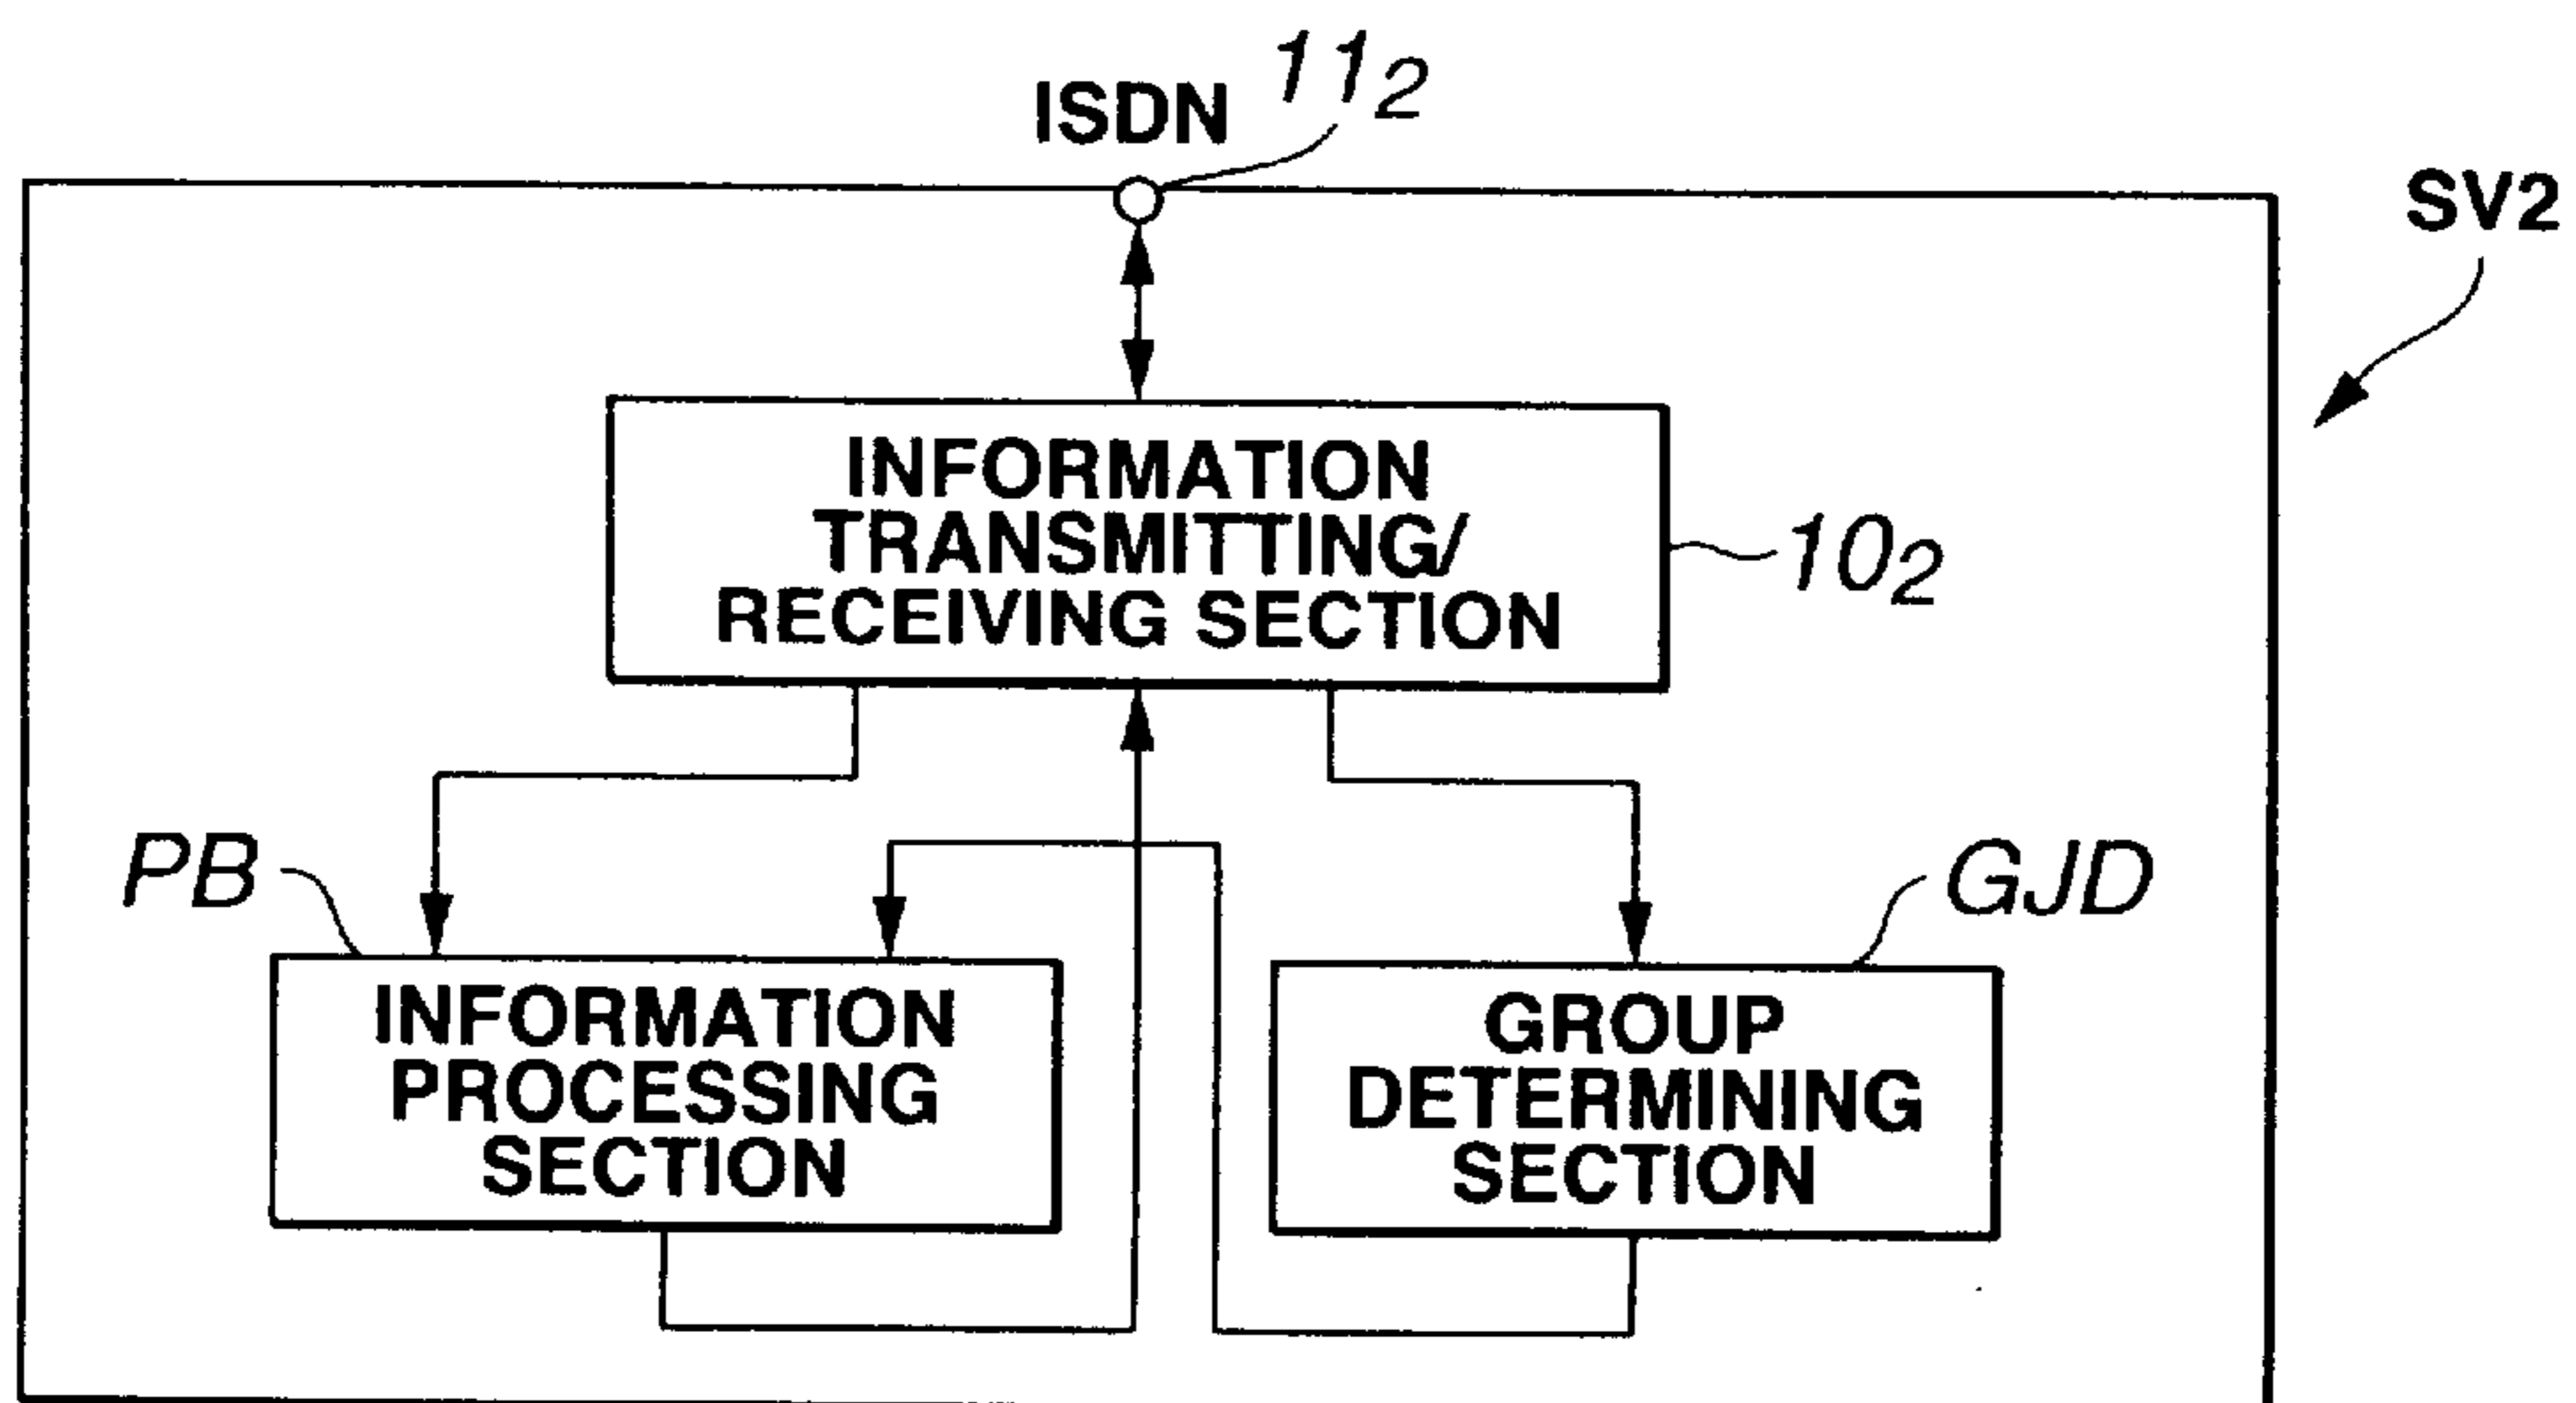 ISDN 11₂
SV2
INFORMATION
TRANSMITTING/
RECEIVING SECTION
10₂
PB
GJD
INFORMATION
PROCESSING
SECTION
GROUP
DETERMINING
SECTION